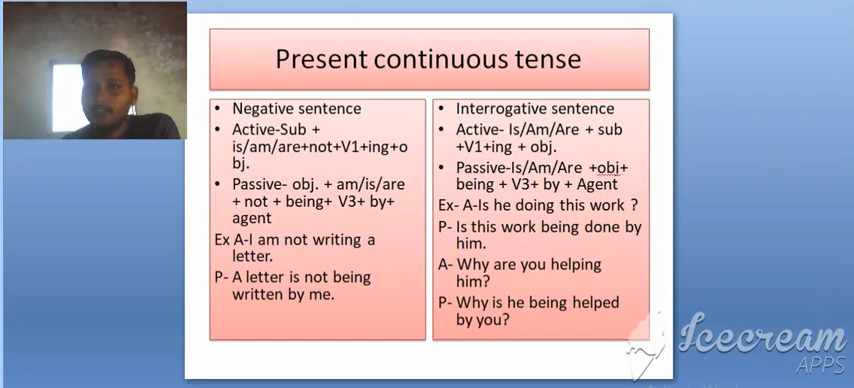 Present continuous tense
• Negative sentence
• Active-Sub +
is/am/are+not+V1+ing+o
bj.
• Passive- obj. + am/is/are
+ not + being+ V3+ by+
agent
Ex A-I am not writing a
letter.
P- A letter is not being
written by me.
• Interrogative sentence
• Active- Is/Am/Are + sub
+V1+ing + obj.
• Passive-Is/Am/Are +obj+
being + V3+ by + Agent
Ex- A-Is he doing this work ?
P- Is this work being done by
him.
A- Why are you helping
him?
P- Why is he being helped
by you?
Icecream
APPS